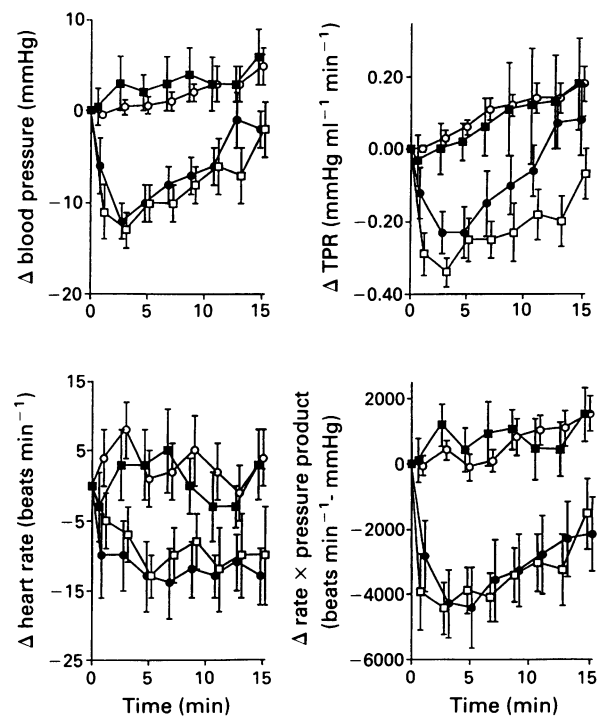 Δ blood pressure (mmHg)
10
0
−10
−20
0 5 10 15
Δ TPR (mmHg ml⁻¹ min⁻¹)
0.20
0.00
−0.20
−0.40
0 5 10 15
Δ heart rate (beats min⁻¹)
15
5
−5
−15
−25
0 5 10 15
Time (min)
Δ rate × pressure product
(beats min⁻¹- mmHg)
2000
0
−2000
−4000
−6000
0 5 10 15
Time (min)